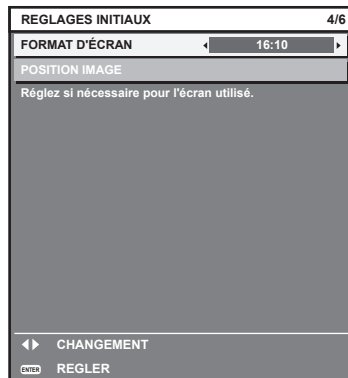 REGLAGES INITIAUX 4/6
FORMAT D'ÉCRAN 16:10
POSITION IMAGE
Réglez si nécessaire pour l'écran utilisé.
CHANGEMENT
ENTER REGLER